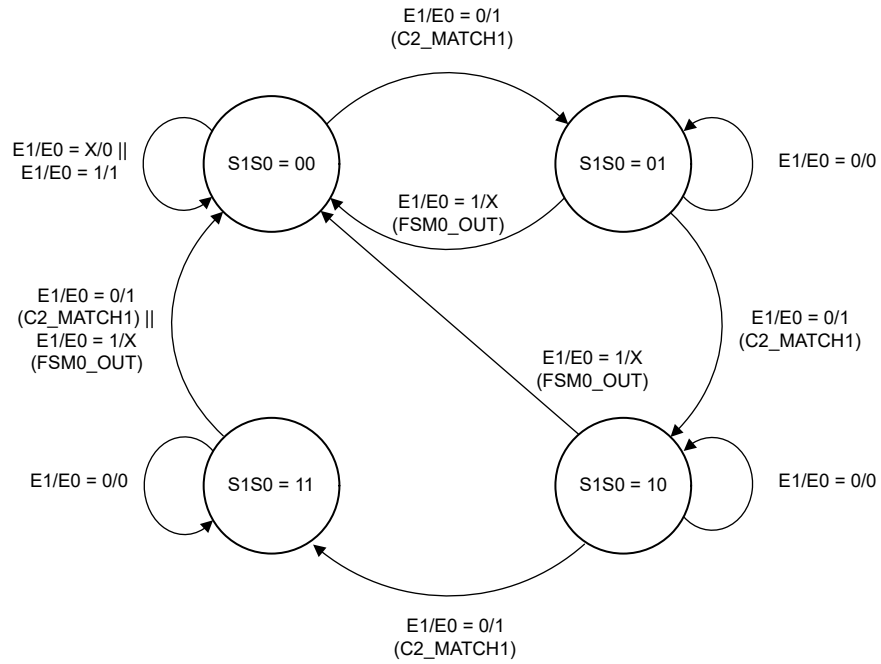 E1/E0 = 0/1
(C2_MATCH1)
E1/E0 = X/0 ||
E1/E0 = 1/1
S1S0 = 00
S1S0 = 01
E1/E0 = 0/0
E1/E0 = 1/X
(FSM0_OUT)
E1/E0 = 0/1
(C2_MATCH1) ||
E1/E0 = 1/X
(FSM0_OUT)
E1/E0 = 0/1
(C2_MATCH1)
E1/E0 = 1/X
(FSM0_OUT)
E1/E0 = 0/0
S1S0 = 11
S1S0 = 10
E1/E0 = 0/0
E1/E0 = 0/1
(C2_MATCH1)